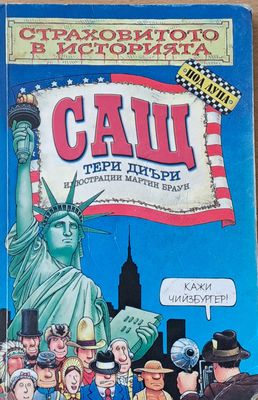 СТРАХОВИТОТО
В ИСТОРИЯТА
ПОД ЛУПА
САЩ
ТЕРИ ДИЪРИ
ИЛЮСТРАЦИИ МАРТИН БРАУН
КАЖИ
ЧИЙЗБУРГЕР!